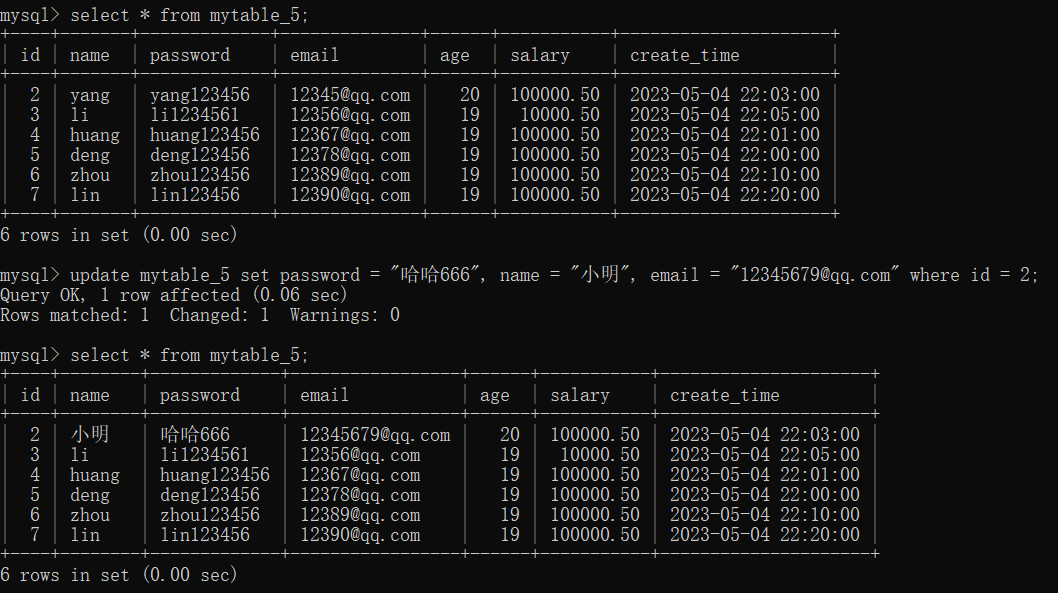 mysql> select * from mytable_5;
+----+-------+-------------+--------------+------+-----------+---------------------+
| id | name  | password    | email        | age  | salary    | create_time         |
+----+-------+-------------+--------------+------+-----------+---------------------+
|  2 | yang  | yang123456  | 12345@qq.com |   20 | 100000.50 | 2023-05-04 22:03:00 |
|  3 | li    | li1234561   | 12356@qq.com |   19 |  10000.50 | 2023-05-04 22:05:00 |
|  4 | huang | huang123456 | 12367@qq.com |   19 | 100000.50 | 2023-05-04 22:01:00 |
|  5 | deng  | deng123456  | 12378@qq.com |   19 | 100000.50 | 2023-05-04 22:00:00 |
|  6 | zhou  | zhou123456  | 12389@qq.com |   19 | 100000.50 | 2023-05-04 22:10:00 |
|  7 | lin   | lin123456   | 12390@qq.com |   19 | 100000.50 | 2023-05-04 22:20:00 |
+----+-------+-------------+--------------+------+-----------+---------------------+
6 rows in set (0.00 sec)
mysql> update mytable_5 set password = "哈哈666", name = "小明", email = "12345679@qq.com" where id = 2;
Query OK, 1 row affected (0.06 sec)
Rows matched: 1  Changed: 1  Warnings: 0
mysql> select * from mytable_5;
+----+--------+-------------+-----------------+------+-----------+---------------------+
| id | name   | password    | email           | age  | salary    | create_time         |
+----+--------+-------------+-----------------+------+-----------+---------------------+
|  2 | 小明   | 哈哈666     | 12345679@qq.com |   20 | 100000.50 | 2023-05-04 22:03:00 |
|  3 | li     | li1234561   | 12356@qq.com    |   19 |  10000.50 | 2023-05-04 22:05:00 |
|  4 | huang  | huang123456 | 12367@qq.com    |   19 | 100000.50 | 2023-05-04 22:01:00 |
|  5 | deng   | deng123456  | 12378@qq.com    |   19 | 100000.50 | 2023-05-04 22:00:00 |
|  6 | zhou   | zhou123456  | 12389@qq.com    |   19 | 100000.50 | 2023-05-04 22:10:00 |
|  7 | lin    | lin123456   | 12390@qq.com    |   19 | 100000.50 | 2023-05-04 22:20:00 |
+----+--------+-------------+-----------------+------+-----------+---------------------+
6 rows in set (0.00 sec)